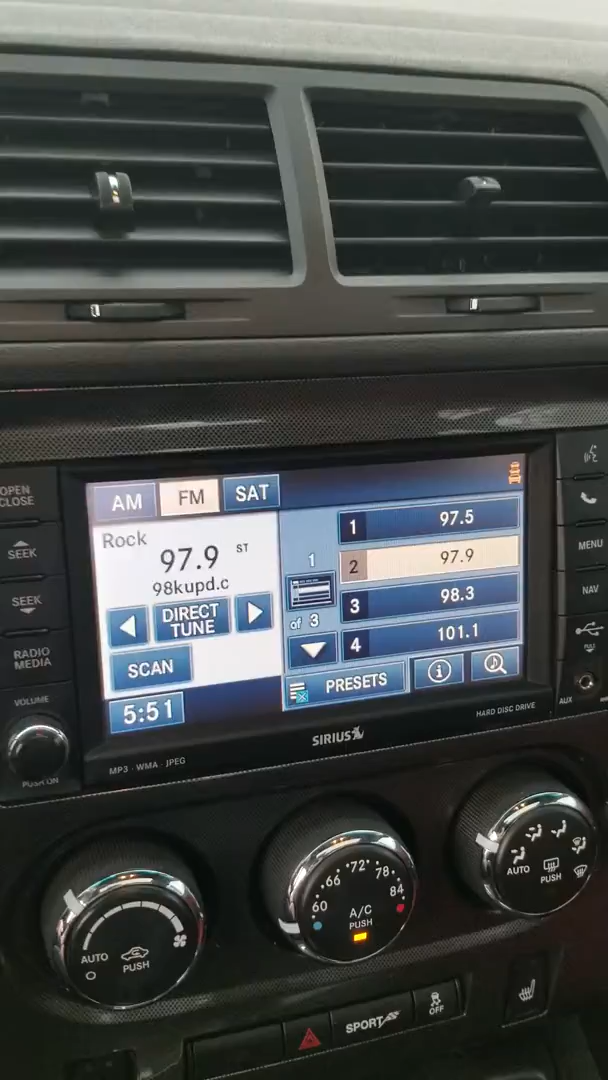 OPEN
CLOSE
SEEK
SEEK
RADIO
MEDIA
VOLUME
PUSH ON
AM FM SAT
Rock
97.9 ST
98kupd.c
DIRECT
TUNE
SCAN
5:51
1
of 3
1 97.5
2 97.9
3 98.3
4 101.1
PRESETS
i
MENU
NAV
PULL
AUX
MP3 · WMA · JPEG
SIRIUS
HARD DISC DRIVE
AUTO
PUSH
60 66 72 78 84
A/C
PUSH
AUTO
PUSH
SPORT
OFF